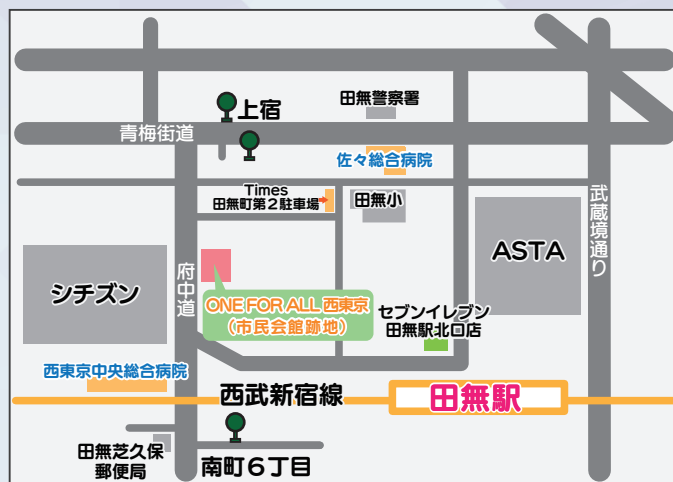 上宿
田無警察署
青梅街道
佐々総合病院
Times
田無町第2駐車場
田無小
武蔵境通り
ASTA
シチズン
府中道
ONE FOR ALL 西東京
（市民会館跡地）
セブンイレブン
田無駅北口店
西東京中央総合病院
西武新宿線
田無駅
田無芝久保
郵便局
南町6丁目